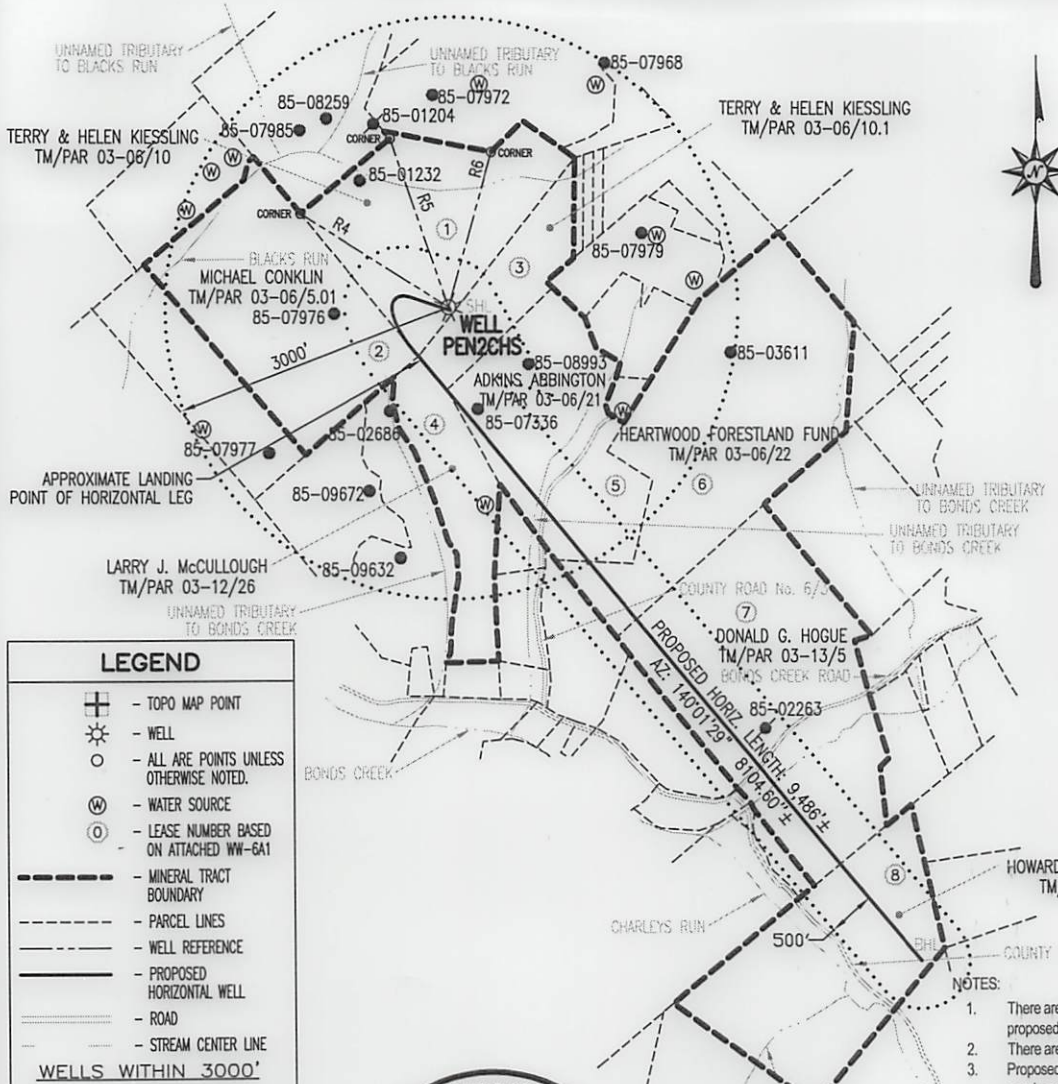 UNNAMED TRIBUTARY
TO BLACKS RUN
UNNAMED TRIBUTARY
TO BLACKS RUN
W
W
85-07968
85-07972
85-08259
85-01204
85-07985
CORNER
CORNER
TERRY & HELEN KIESSLING
TM/PAR 03-06/10
TERRY & HELEN KIESSLING
TM/PAR 03-06/10.1
N
W
W
W
85-01232
CORNER
R4
R5
R6
1
3
85-07979
W
W
BLACKS RUN
MICHAEL CONKLIN
TM/PAR 03-06/5.01
85-07976
SHL
WELL
PEN2CHS
3000'
2
85-08993
85-03611
ADKINS ABBINGTON
TM/PAR 03-06/21
85-07336
W
W
85-02686
4
85-07977
HEARTWOOD FORESTLAND FUND
TM/PAR 03-06/22
APPROXIMATE LANDING
POINT OF HORIZONTAL LEG
85-09672
W
5
6
UNNAMED TRIBUTARY
TO BONDS CREEK
UNNAMED TRIBUTARY
TO BONDS CREEK
85-09632
LARRY J. McCULLOUGH
TM/PAR 03-12/26
UNNAMED TRIBUTARY
TO BONDS CREEK
COUNTY ROAD No. 6/3
7
DONALD G. HOGUE
TM/PAR 03-13/5
BONDS CREEK ROAD
85-02263
PROPOSED HORIZ. LENGTH: 9,486'±
AZ: 140°01'29" 8104.60'±
BONDS CREEK
8
HOWARD
TM/
CHARLEYS RUN
500'
BHL
COUNTY
LEGEND
- TOPO MAP POINT
- WELL
- ALL ARE POINTS UNLESS
OTHERWISE NOTED.
W - WATER SOURCE
0 - LEASE NUMBER BASED
ON ATTACHED WW-6A1
- MINERAL TRACT
BOUNDARY
- PARCEL LINES
- WELL REFERENCE
- PROPOSED
HORIZONTAL WELL
- ROAD
- STREAM CENTER LINE
WELLS WITHIN 3000'
NOTES:
1. There are
proposed
2. There are
3. Proposed